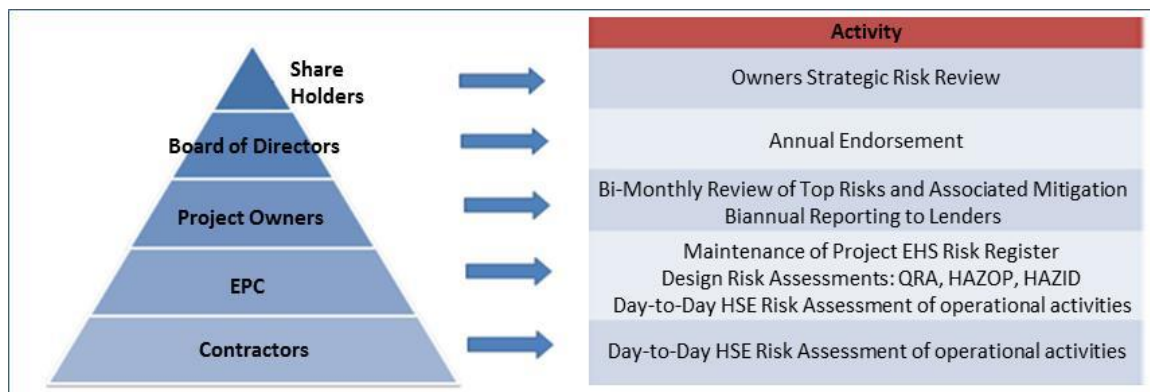 Activity
Share
Holders
Owners Strategic Risk Review
Board of Directors
Annual Endorsement
Project Owners
Bi-Monthly Review of Top Risks and Associated Mitigation
Biannual Reporting to Lenders
EPC
Maintenance of Project EHS Risk Register
Design Risk Assessments: QRA, HAZOP, HAZID
Day-to-Day HSE Risk Assessment of operational activities
Contractors
Day-to-Day HSE Risk Assessment of operational activities